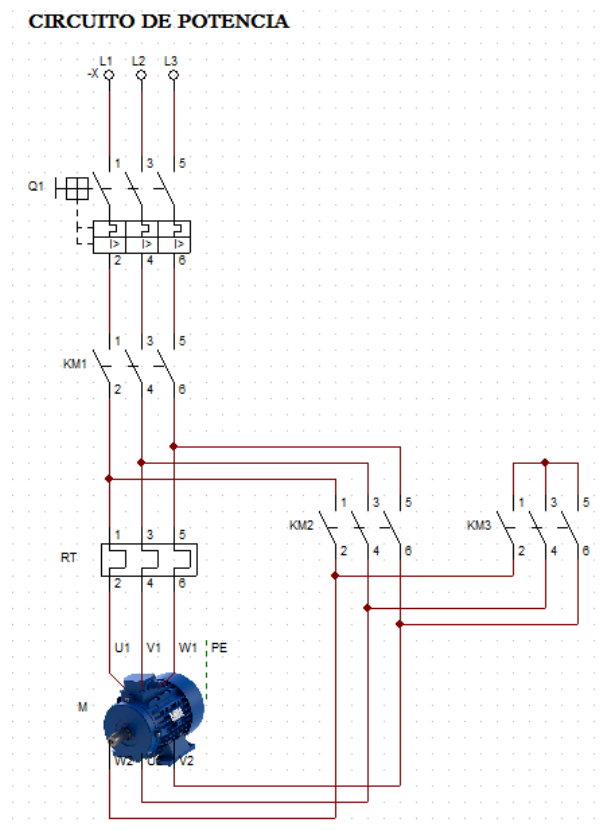 CIRCUITO DE POTENCIA
L1 L2 L3
-X
1 3 5
Q1
I> I> I>
2 4 6
1 3 5
KM1
2 4 6
1 3 5
KM2
2 4 6
1 3 5
KM3
2 4 6
1 3 5
RT
2 4 6
U1 V1 W1 PE
M
W2 U2 V2